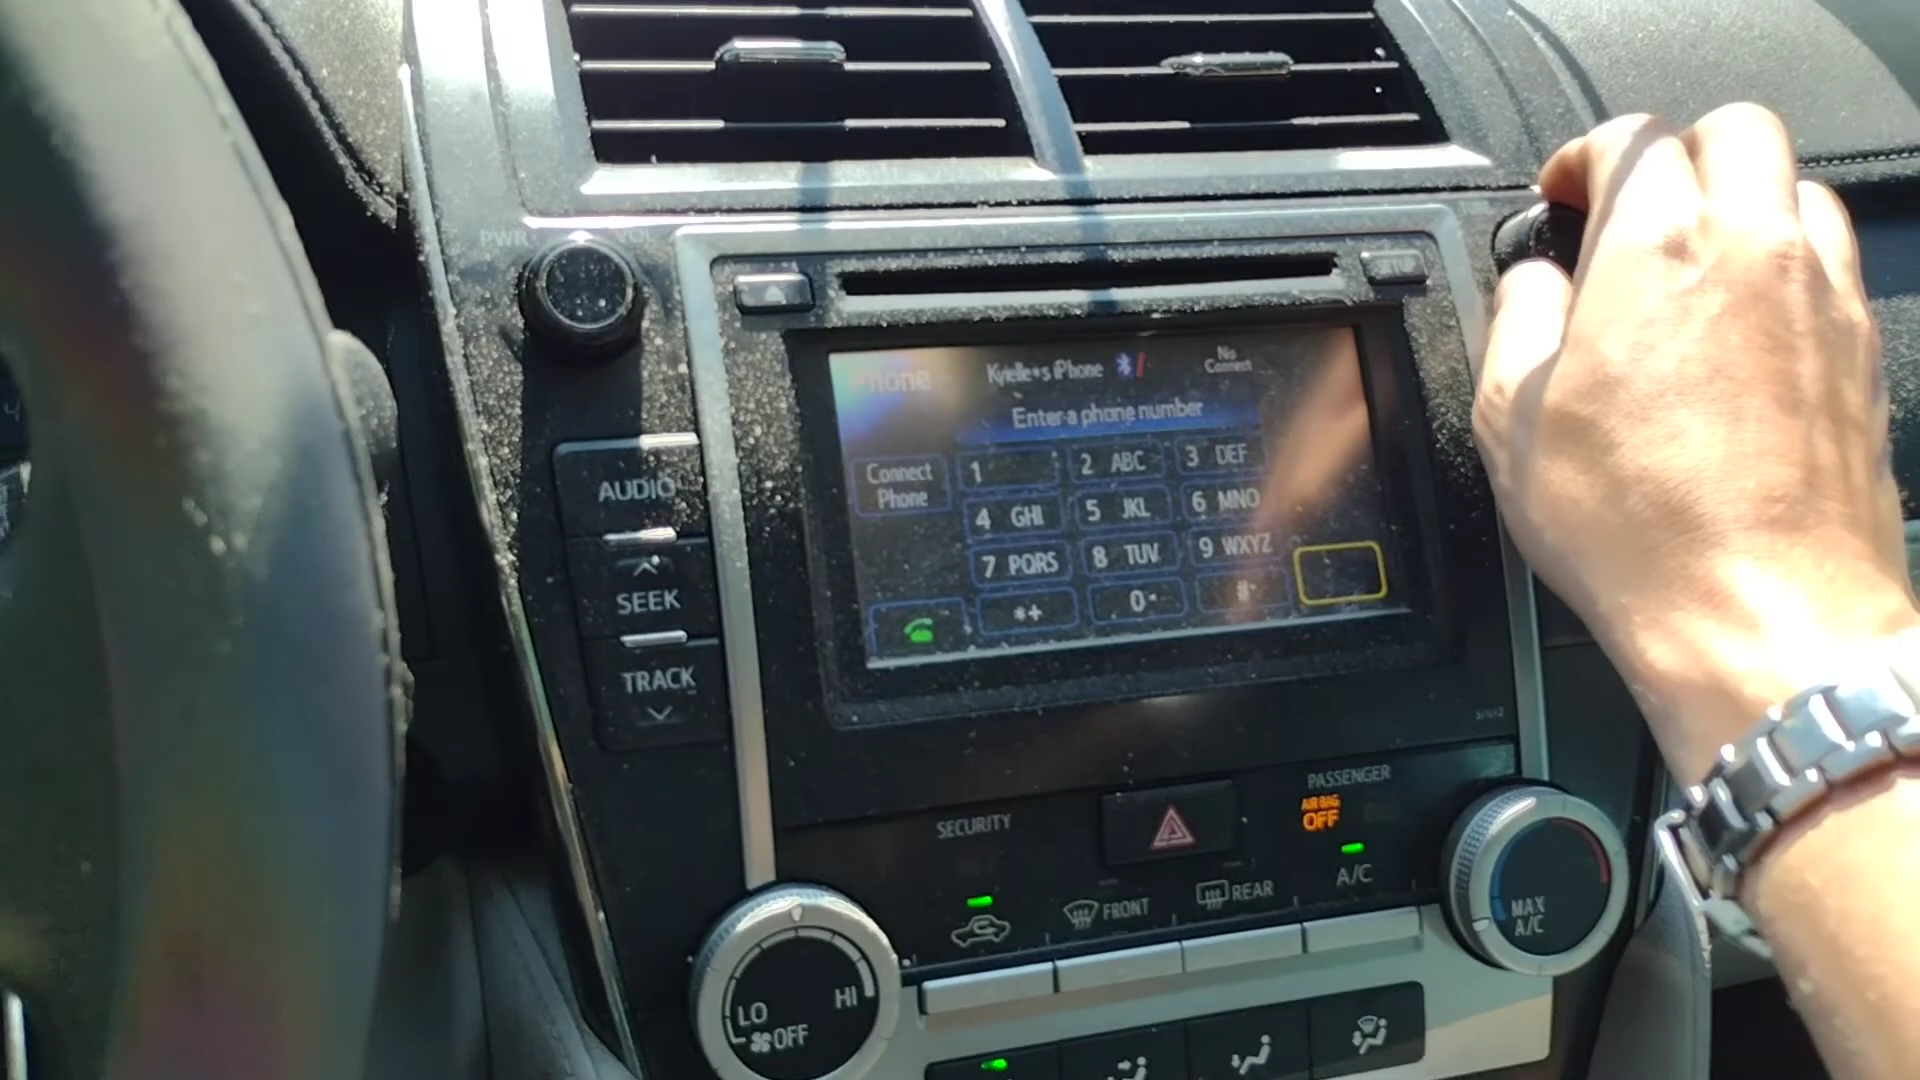 PWR VOL
Phone
Kyielle+s iPhone
No
Connect
Enter a phone number
Connect
Phone
1
2 ABC
3 DEF
4 GHI
5 JKL
6 MNO
7 PQRS
8 TUV
9 WXYZ
*+
0
#
AUDIO
SEEK
TRACK
SECURITY
PASSENGER
AIR BAG
OFF
FRONT
REAR
A/C
LO
HI
OFF
MAX
A/C